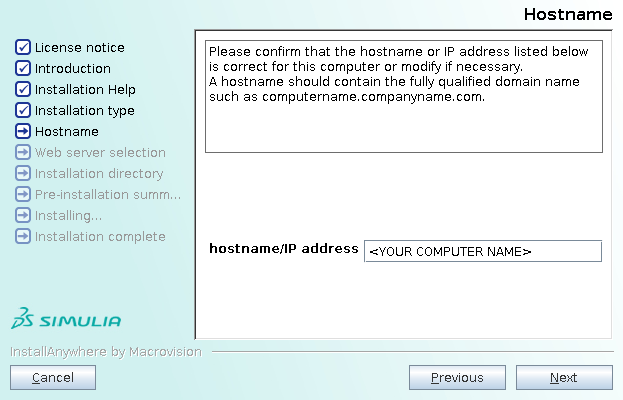 Hostname
License notice
Introduction
Installation Help
Installation type
Hostname
Web server selection
Installation directory
Pre-installation summ...
Installing...
Installation complete
Please confirm that the hostname or IP address listed below
is correct for this computer or modify if necessary.
A hostname should contain the fully qualified domain name
such as computername.companyname.com.
hostname/IP address
<YOUR COMPUTER NAME>
SIMULIA
InstallAnywhere by Macrovision
Cancel
Previous
Next